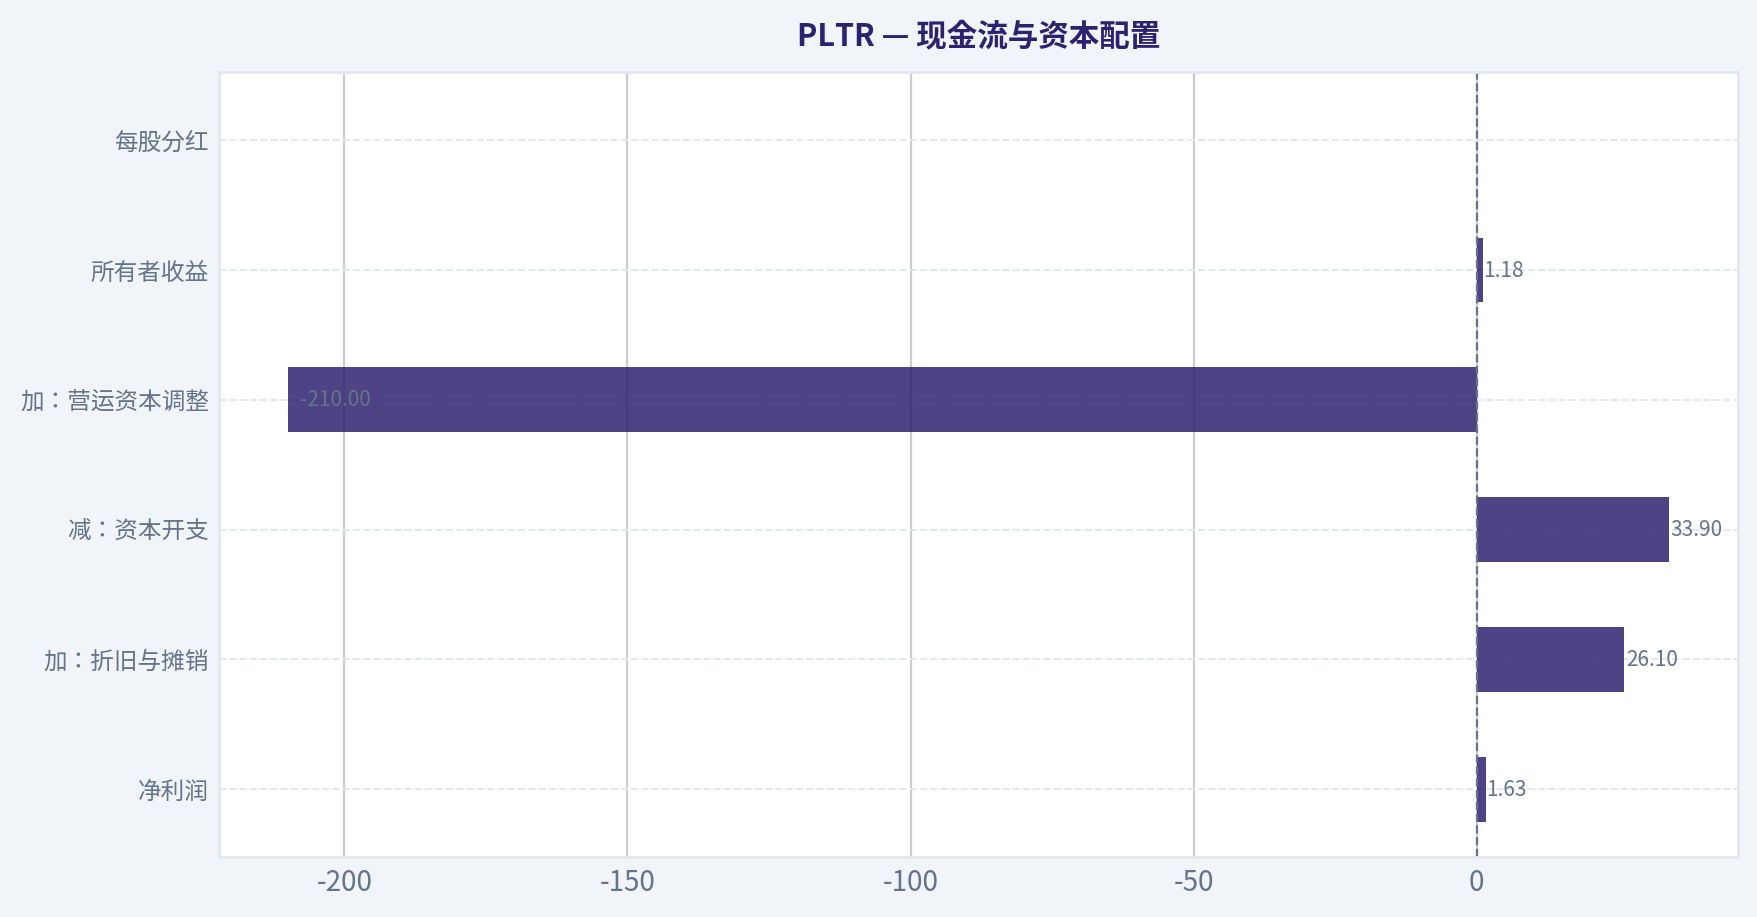 PLTR — 现金流与资本配置
每股分红
所有者收益
1.18
加：营运资本调整
-210.00
减：资本开支
33.90
加：折旧与摊销
26.10
净利润
1.63
-200
-150
-100
-50
0